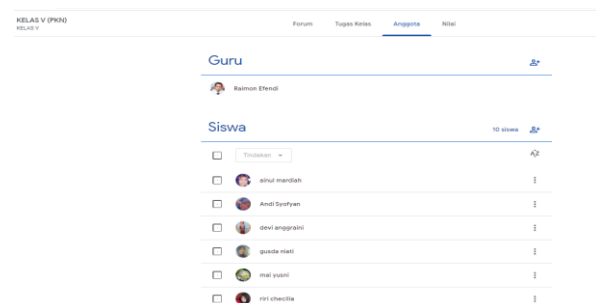 KELAS V (PKN)
KELAS V
Forum Tugas Kelas Anggota Nilai
Guru
Raimon Efendi
Siswa
10 siswa
Tindakan
ainul mardiah
Andi Syofyan
devi anggraini
gusda niati
mai yusni
riri checilia